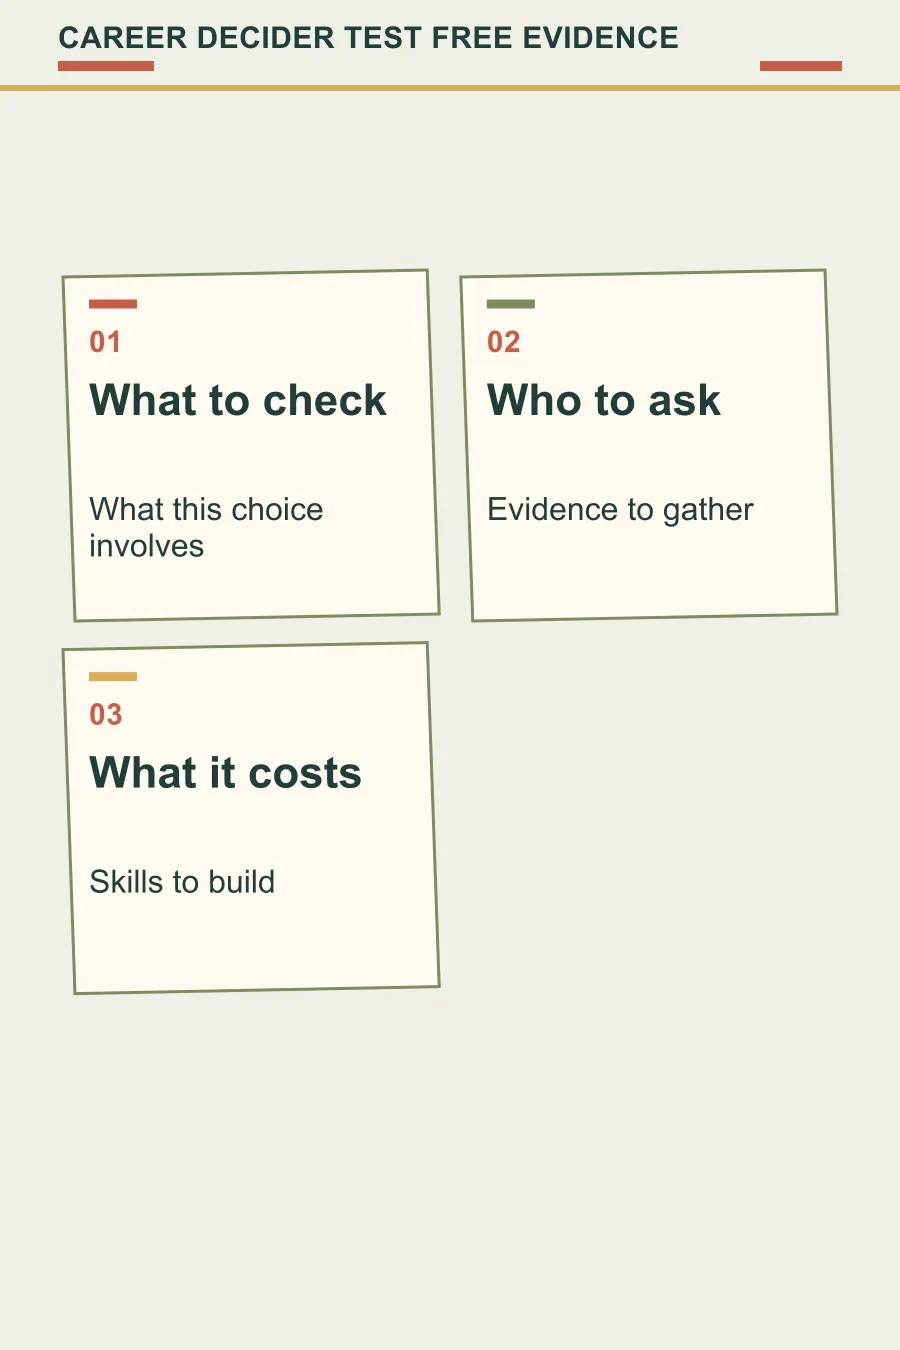 CAREER DECIDER TEST FREE EVIDENCE
01
What to check
What this choice
involves
02
Who to ask
Evidence to gather
03
What it costs
Skills to build